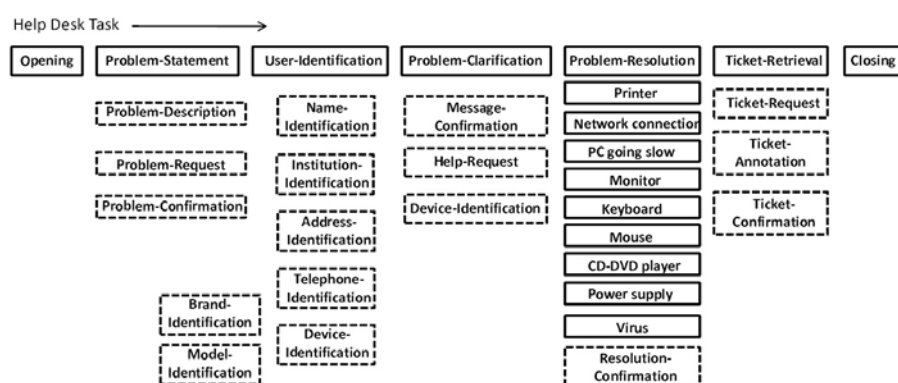 Help Desk Task
Opening
Problem-Statement
User-Identification
Problem-Clarification
Problem-Resolution
Ticket-Retrieval
Closing
Problem-Description
Problem-Request
Problem-Confirmation
Brand-
Identification
Model-
Identification
Name-
Identification
Institution-
Identification
Address-
Identification
Telephone-
Identification
Device-
Identification
Message-
Confirmation
Help-Request
Device-Identification
Printer
Network connection
PC going slow
Monitor
Keyboard
Mouse
CD-DVD player
Power supply
Virus
Resolution-
Confirmation
Ticket-Request
Ticket-
Annotation
Ticket-
Confirmation